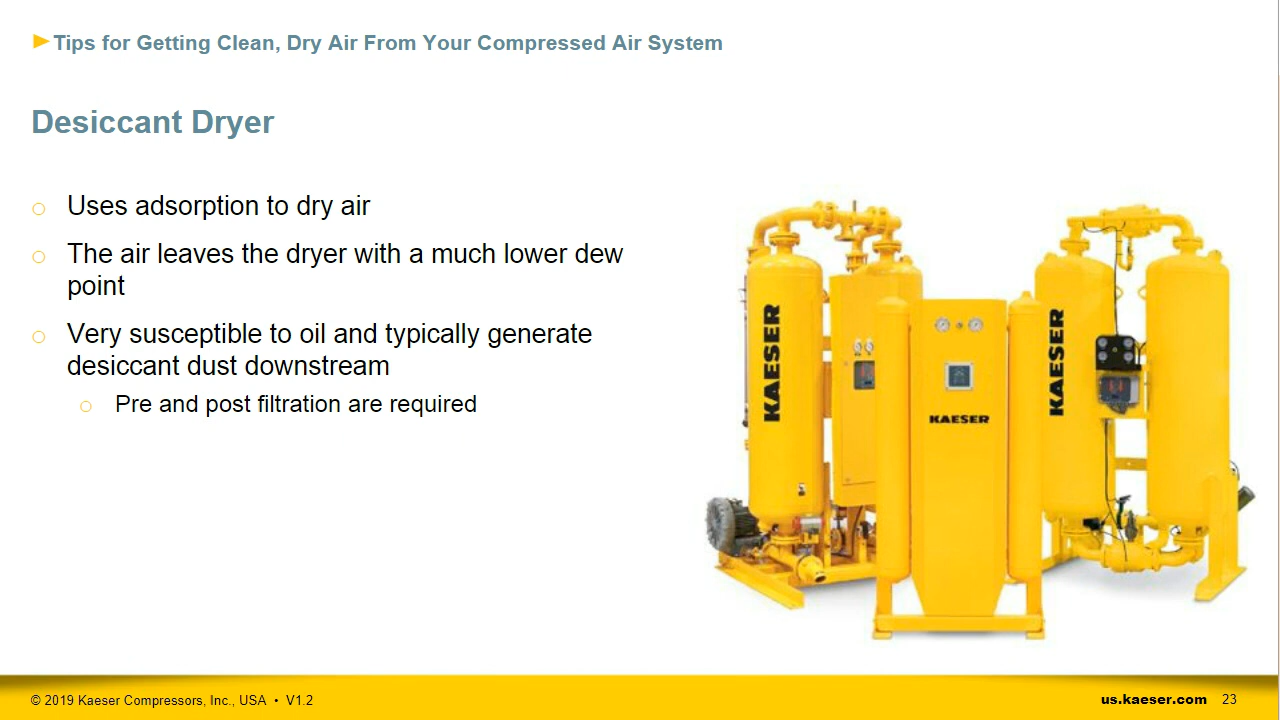 Tips for Getting Clean, Dry Air From Your Compressed Air System
Desiccant Dryer
Uses adsorption to dry air
The air leaves the dryer with a much lower dew
point
Very susceptible to oil and typically generate
desiccant dust downstream
Pre and post filtration are required
KAESER
KAESER
KAESER
© 2019 Kaeser Compressors, Inc., USA • V1.2
us.kaeser.com 23